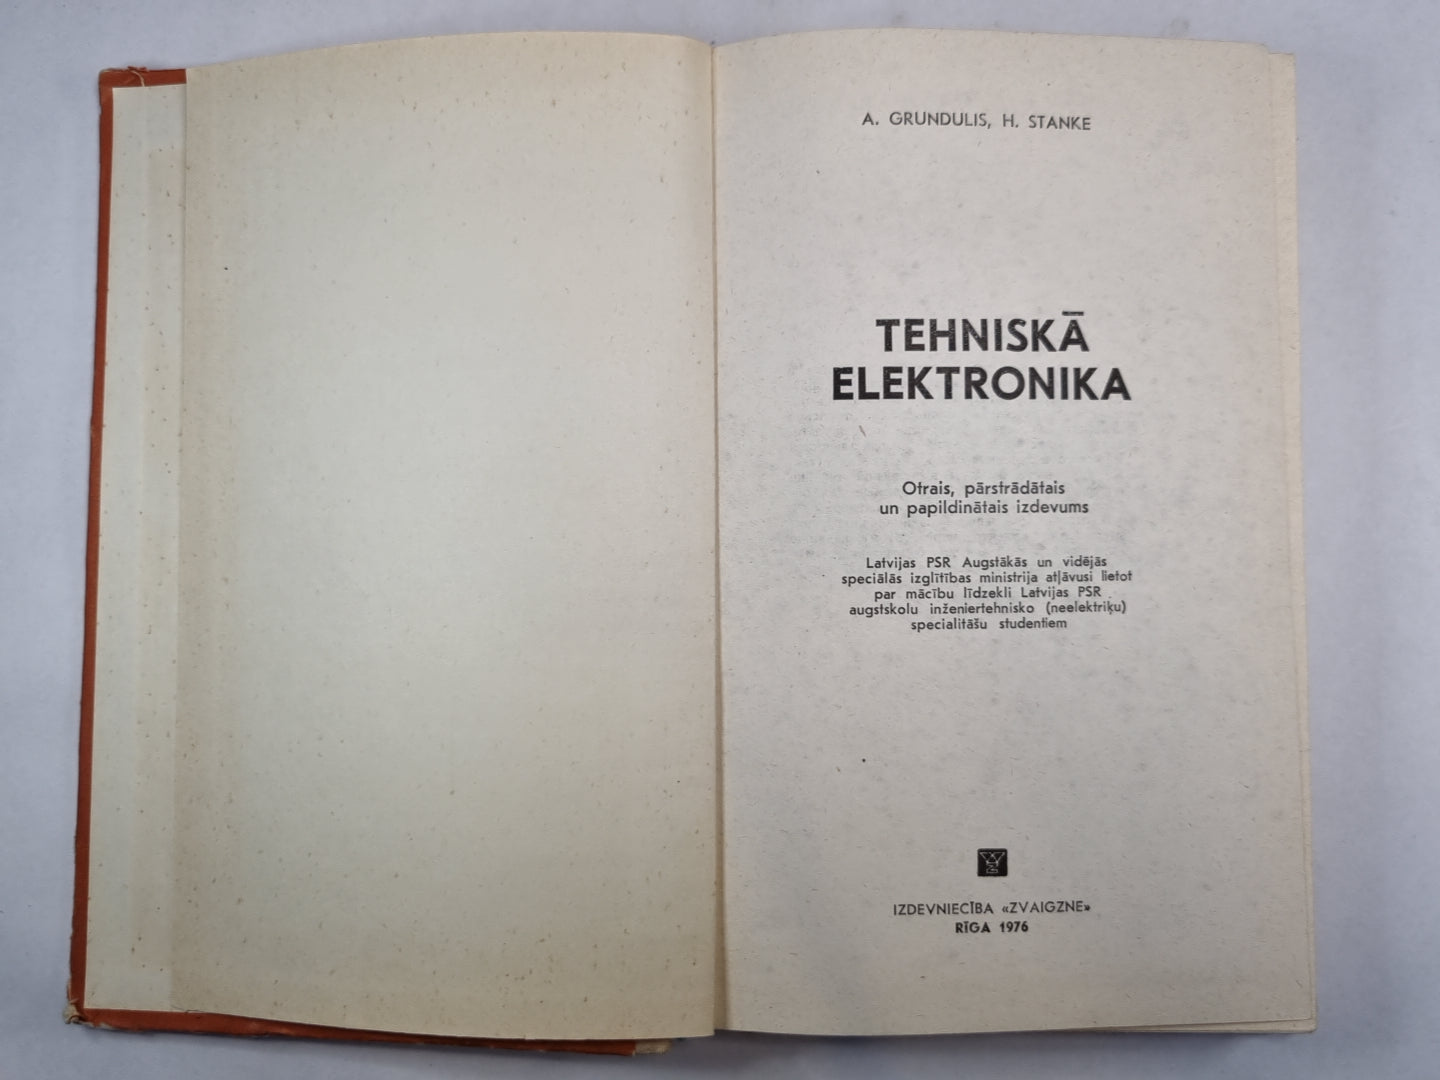 A. GRUNDULIS, H. STANKE
TEHNISKĀ
ELEKTRONIKA
Otrais, pārstrādātais
un papildinātais izdevums
Latvijas PSR Augstākās un vidējās
speciālās izglītības ministrija atļāvusi lietot
par mācību līdzekli Latvijas PSR
augstskolu inženiertehnisko (neelektriķu)
specialitāšu studentiem
IZDEVNIECĪBA «ZVAIGZNE»
RĪGA 1976